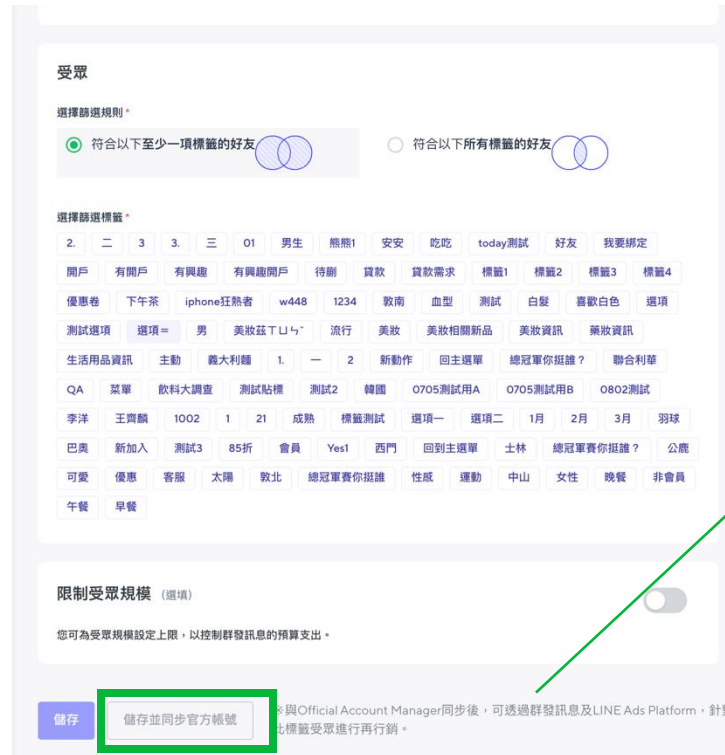 受眾
選擇篩選規則*
符合以下至少一項標籤的好友 符合以下所有標籤的好友
選擇篩選標籤*
2. 二 3 3. 三 01 男生 熊熊1 安安 吃吃 today測試 好友 我要綁定
開戶 有開戶 有興趣 有興趣開戶 待刪 貸款 貸款需求 標籤1 標籤2 標籤3 標籤4
優惠卷 下午茶 iphone狂熱者 w448 1234 敦南 血型 測試 白髮 喜歡白色 選項
測試選項 選項= 男 美妝茲ㄒㄩㄣˋ 流行 美妝 美妝相關新品 美妝資訊 藥妝資訊
生活用品資訊 主動 義大利麵 1. 一 2 新動作 回主選單 總冠軍你挺誰？ 聯合利華
QA 菜單 飲料大調查 測試貼標 測試2 韓國 0705測試用A 0705測試用B 0802測試
李洋 王齊麟 1002 1 21 成熟 標籤測試 選項一 選項二 1月 2月 3月 羽球
巴奧 新加入 測試3 85折 會員 Yes1 西門 回到主選單 士林 總冠軍賽你挺誰？ 公鹿
可愛 優惠 客服 太陽 敦北 總冠軍賽你挺誰 性感 運動 中山 女性 晚餐 非會員
午餐 早餐
限制受眾規模 (選填)
您可為受眾規模設定上限，以控制群發訊息的預算支出。
儲存 儲存並同步官方帳號
※與Official Account Manager同步後，可透過群發訊息及LINE Ads Platform，針對
此標籤受眾進行再行銷。